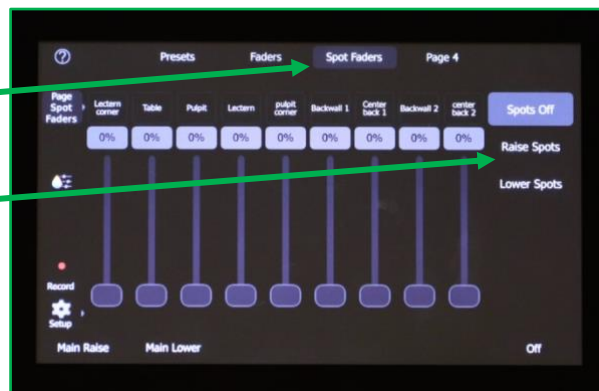 Presets Faders Spot Faders Page 4
Page
Spot
Faders
Lectern
corner
Table
Pulpit
Lectern
pulpit
corner
Backwall 1
Center
back 1
Backwall 2
center
back 2
Spots Off
0% 0% 0% 0% 0% 0% 0% 0% 0%
Raise Spots
Lower Spots
Record
Setup
Main Raise Main Lower Off